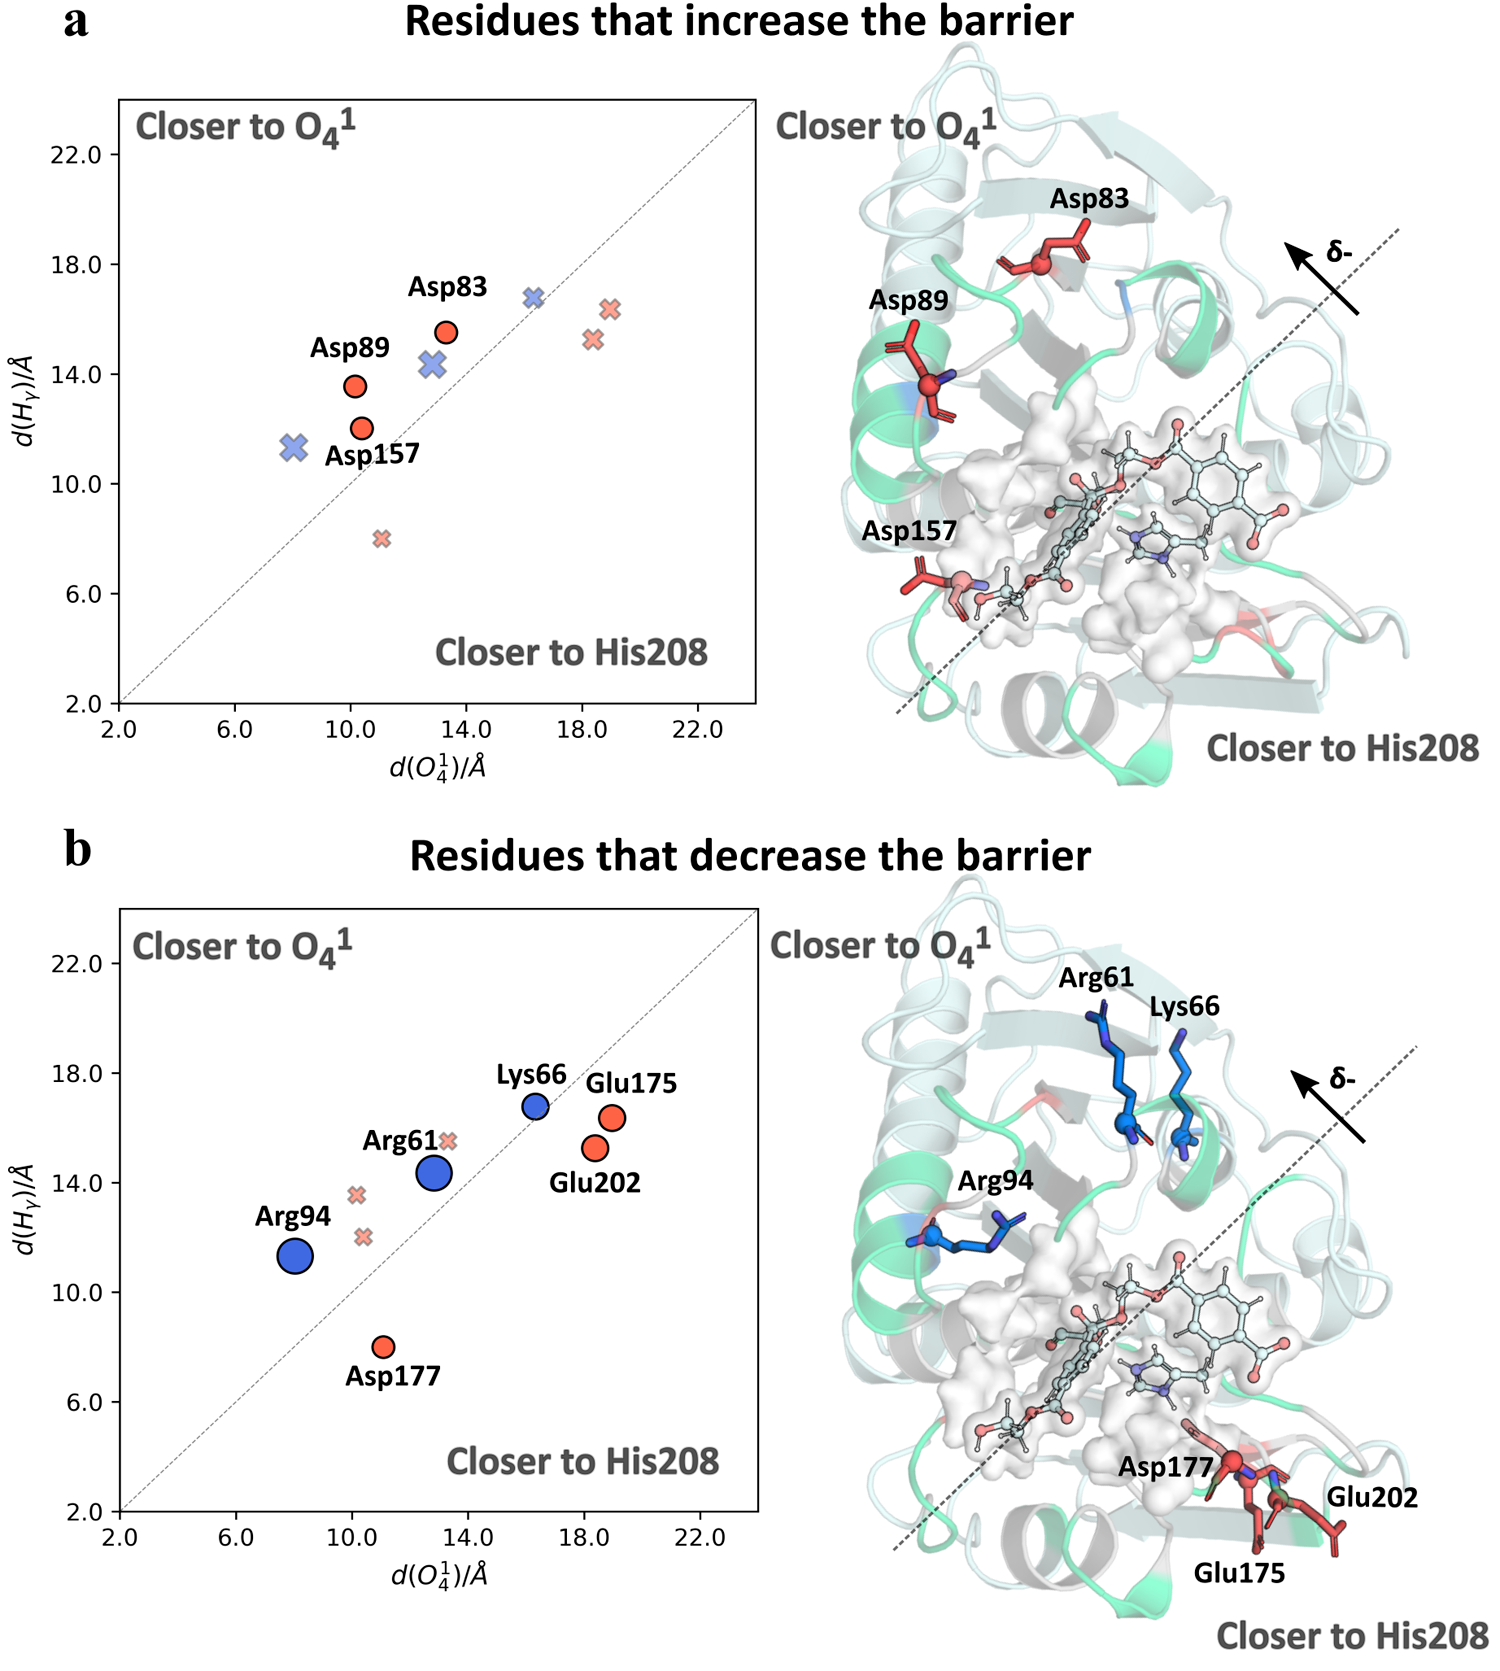 a
Residues that increase the barrier
Closer to O₄¹
22.0
18.0
14.0
10.0
6.0
2.0
d(Hᵧ)/Å
Asp83
Asp89
Asp157
Closer to His208
2.0 6.0 10.0 14.0 18.0 22.0
d(O₄¹)/Å
Closer to O₄¹
Asp83
δ-
Asp89
Asp157
Closer to His208
b
Residues that decrease the barrier
Closer to O₄¹
22.0
18.0
14.0
10.0
6.0
2.0
d(Hᵧ)/Å
Lys66
Glu175
Arg61
Glu202
Arg94
Asp177
Closer to His208
2.0 6.0 10.0 14.0 18.0 22.0
d(O₄¹)/Å
Closer to O₄¹
Arg61
Lys66
δ-
Arg94
Asp177
Glu202
Glu175
Closer to His208